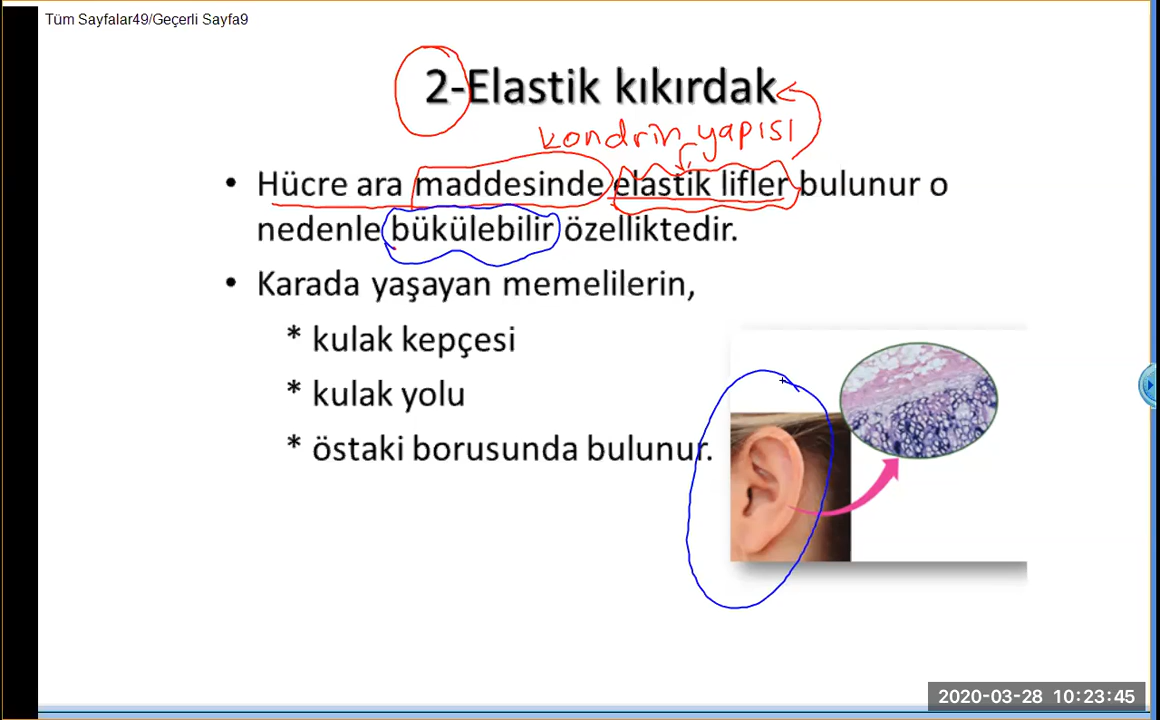 Tüm Sayfalar49/Geçerli Sayfa9
2-Elastik kıkırdak
kondrin yapısı
• Hücre ara maddesinde elastik lifler bulunur o
nedenle bükülebilir özelliktedir.
• Karada yaşayan memelilerin,
* kulak kepçesi
* kulak yolu
* östaki borusunda bulunur.
2020-03-28 10:23:45